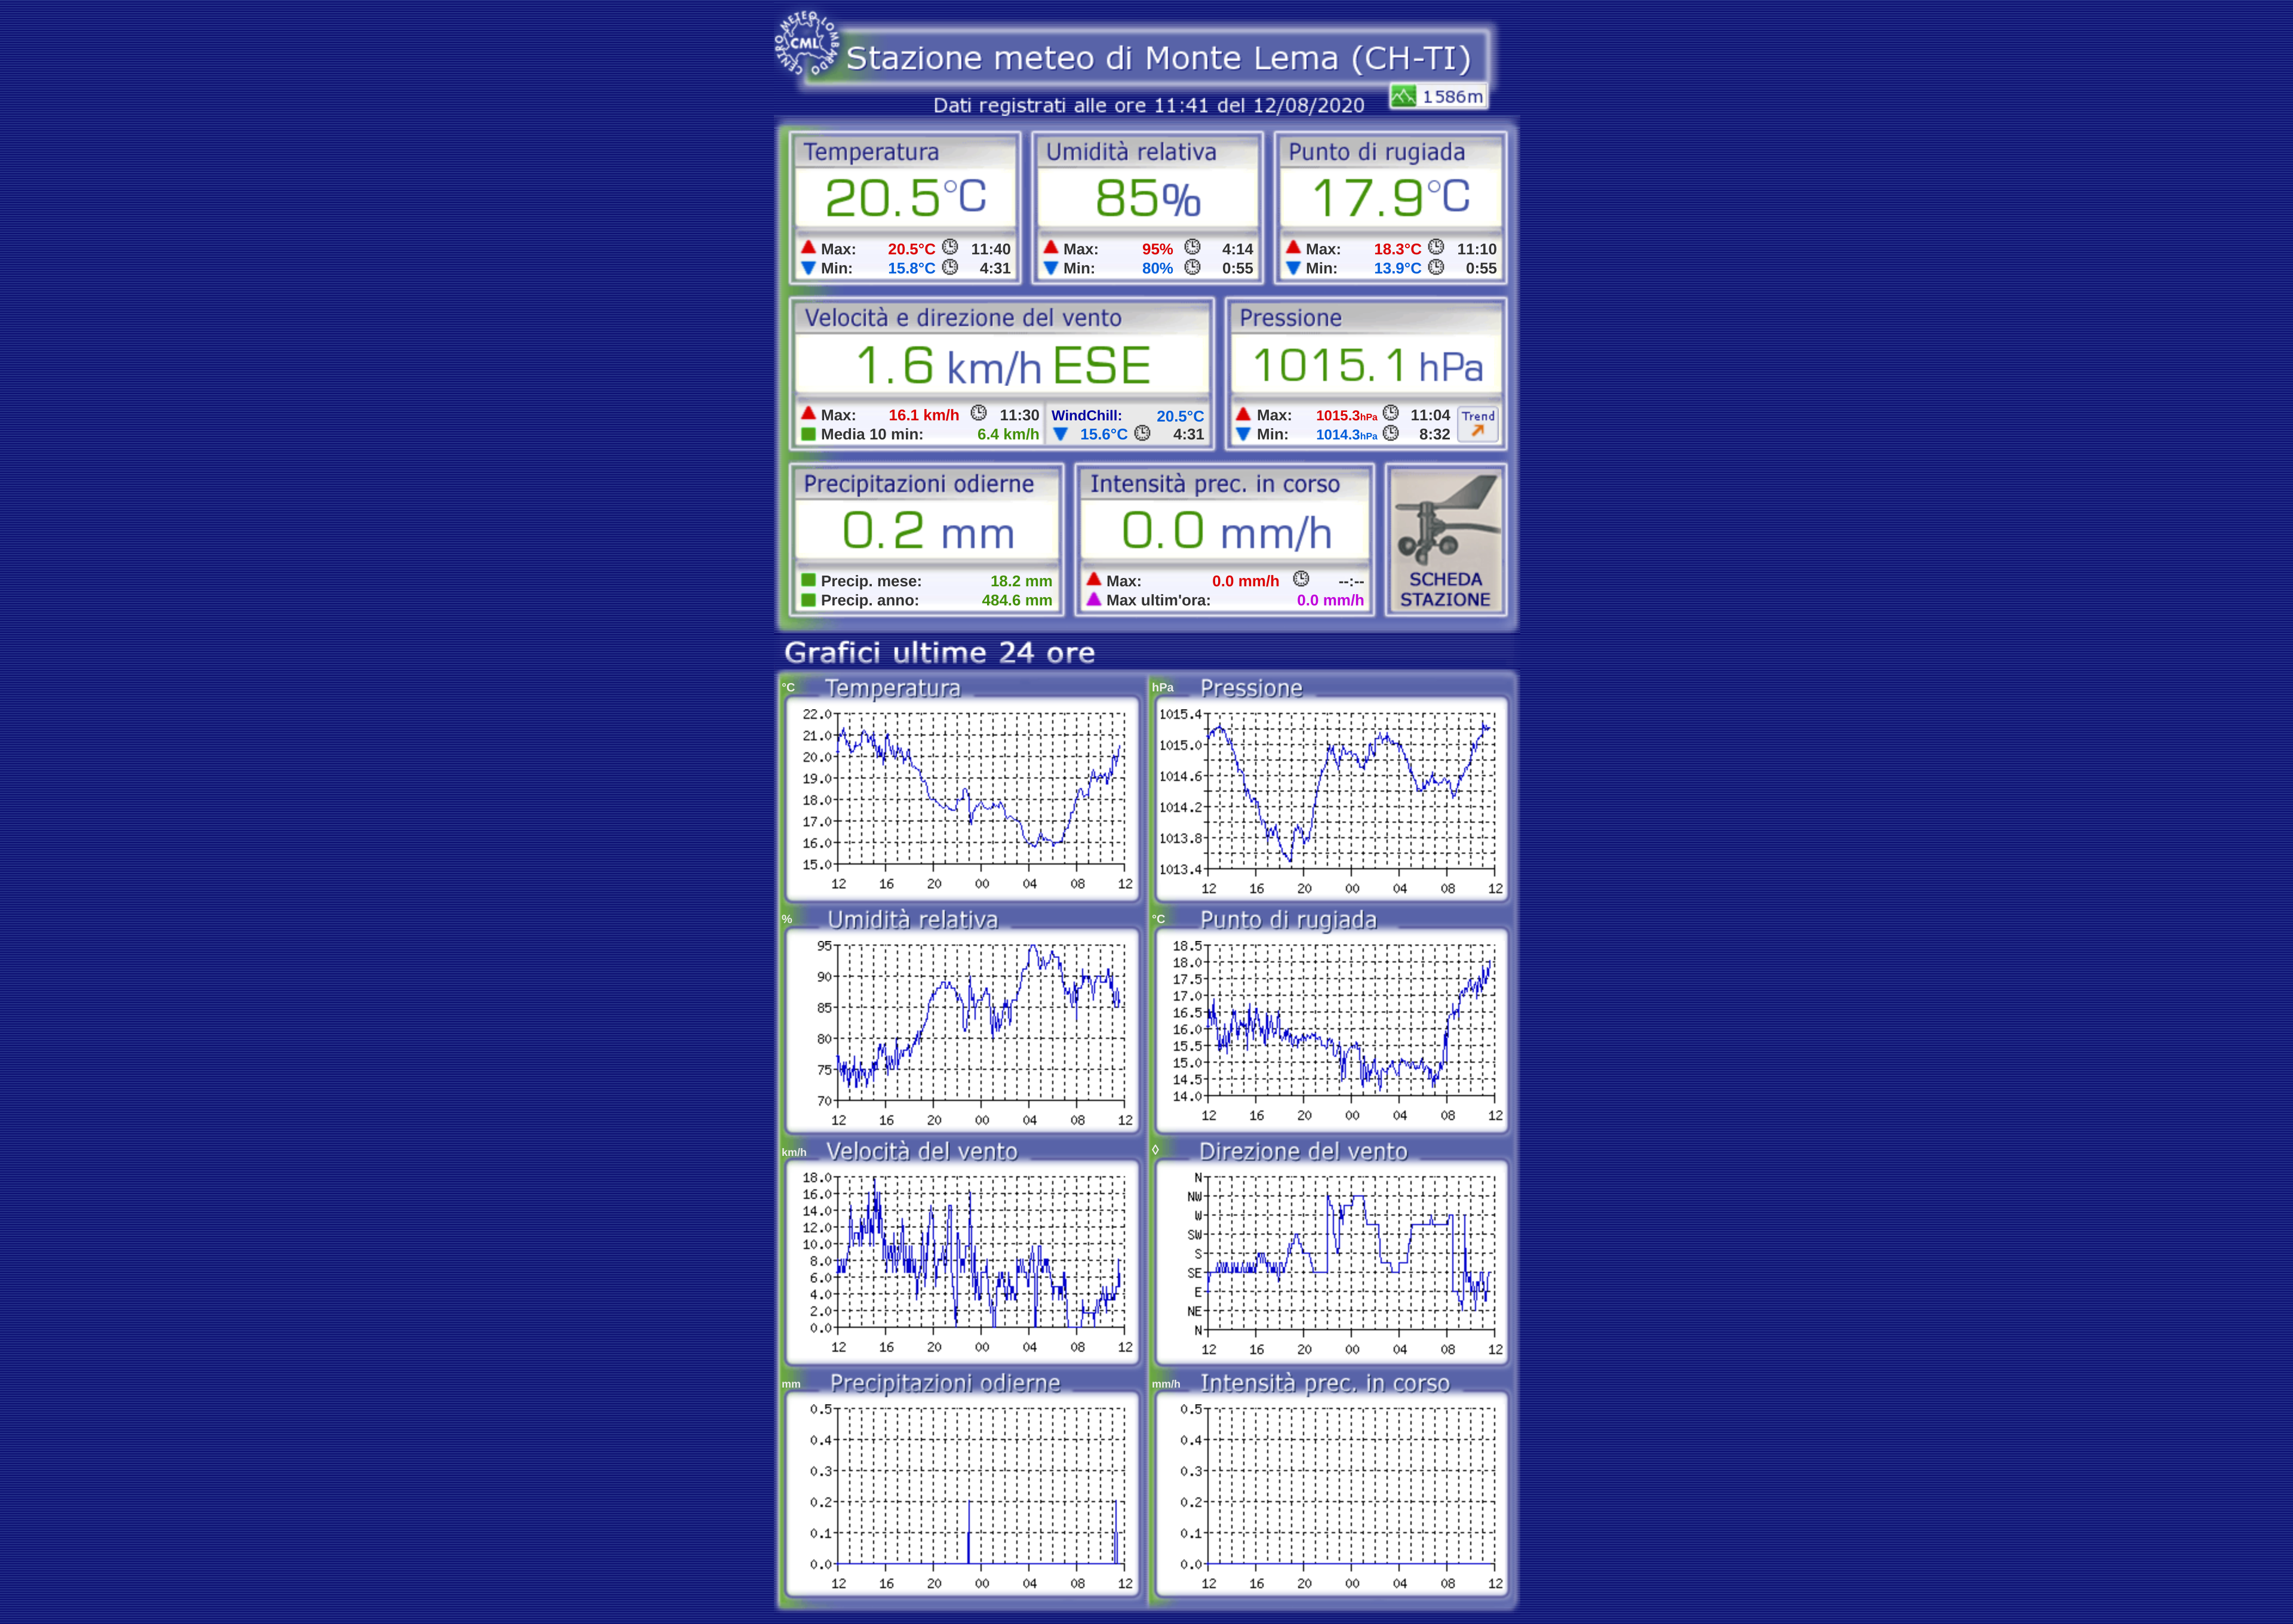 CENTRO METEO LOMBARDO
CML
Stazione meteo di Monte Lema (CH-TI)
Dati registrati alle ore 11:41 del 12/08/2020
1586m
Temperatura Umidità relativa Punto di rugiada
20.5°C 85% 17.9°C
Max: 20.5°C 11:40 Max: 95% 4:14 Max: 18.3°C 11:10
Min: 15.8°C 4:31 Min: 80% 0:55 Min: 13.9°C 0:55
Velocità e direzione del vento Pressione
1.6 km/h ESE 1015.1 hPa
Max: 16.1 km/h 11:30 WindChill: 20.5°C Max: 1015.3hPa 11:04 Trend
Media 10 min: 6.4 km/h 15.6°C 4:31 Min: 1014.3hPa 8:32
Precipitazioni odierne Intensità prec. in corso
0.2 mm 0.0 mm/h
Precip. mese: 18.2 mm Max: 0.0 mm/h --:-- SCHEDA
Precip. anno: 484.6 mm Max ultim'ora: 0.0 mm/h STAZIONE
Grafici ultime 24 ore
°C Temperatura
22.0
21.0
20.0
19.0
18.0
17.0
16.0
15.0
12 16 20 00 04 08 12
hPa Pressione
1015.4
1015.0
1014.6
1014.2
1013.8
1013.4
12 16 20 00 04 08 12
% Umidità relativa
95
90
85
80
75
70
12 16 20 00 04 08 12
°C Punto di rugiada
18.5
18.0
17.5
17.0
16.5
16.0
15.5
15.0
14.5
14.0
12 16 20 00 04 08 12
km/h Velocità del vento
18.0
16.0
14.0
12.0
10.0
8.0
6.0
4.0
2.0
0.0
12 16 20 00 04 08 12
◊ Direzione del vento
N
NW
W
SW
S
SE
E
NE
N
12 16 20 00 04 08 12
mm Precipitazioni odierne
0.5
0.4
0.3
0.2
0.1
0.0
12 16 20 00 04 08 12
mm/h Intensità prec. in corso
0.5
0.4
0.3
0.2
0.1
0.0
12 16 20 00 04 08 12